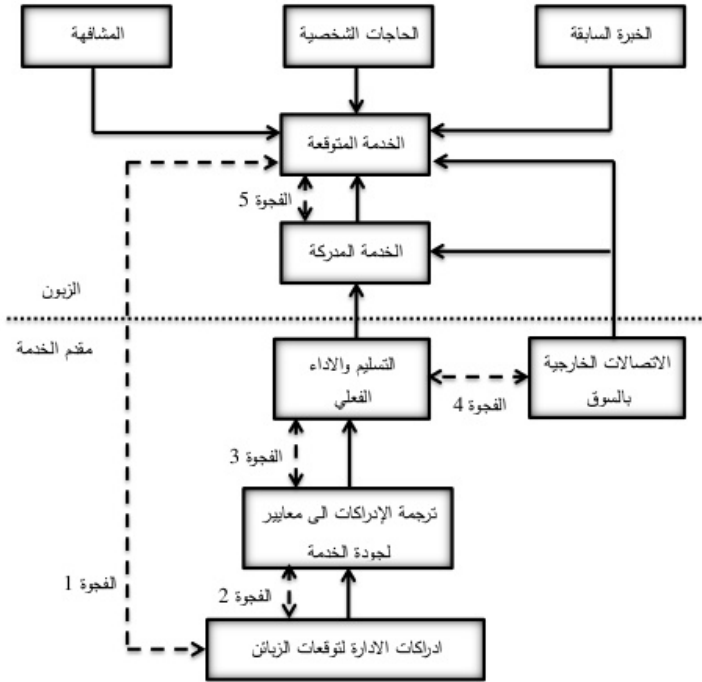 الخبرة السابقة
الحاجات الشخصية
المشافهة
الخدمة المتوقعة
الفجوة 5
الخدمة المدركة
الزبون
مقدم الخدمة
الاتصالات الخارجية
بالسوق
التسليم والاداء
الفعلي
الفجوة 4
الفجوة 3
ترجمة الإدراكات الى معايير
لجودة الخدمة
الفجوة 2
الفجوة 1
ادراكات الادارة لتوقعات الزبائن